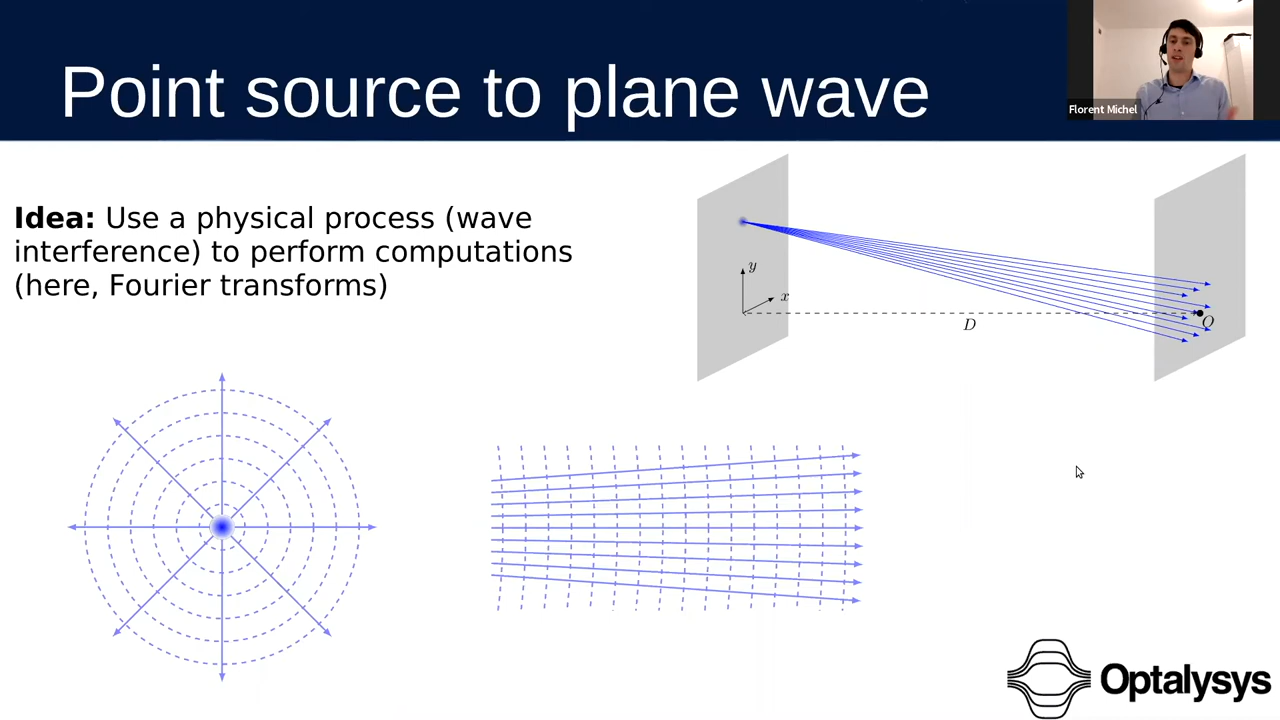 Point source to plane wave
Florent Michel
Idea: Use a physical process (wave
interference) to perform computations
(here, Fourier transforms)
y
x
D
O
Optalysys